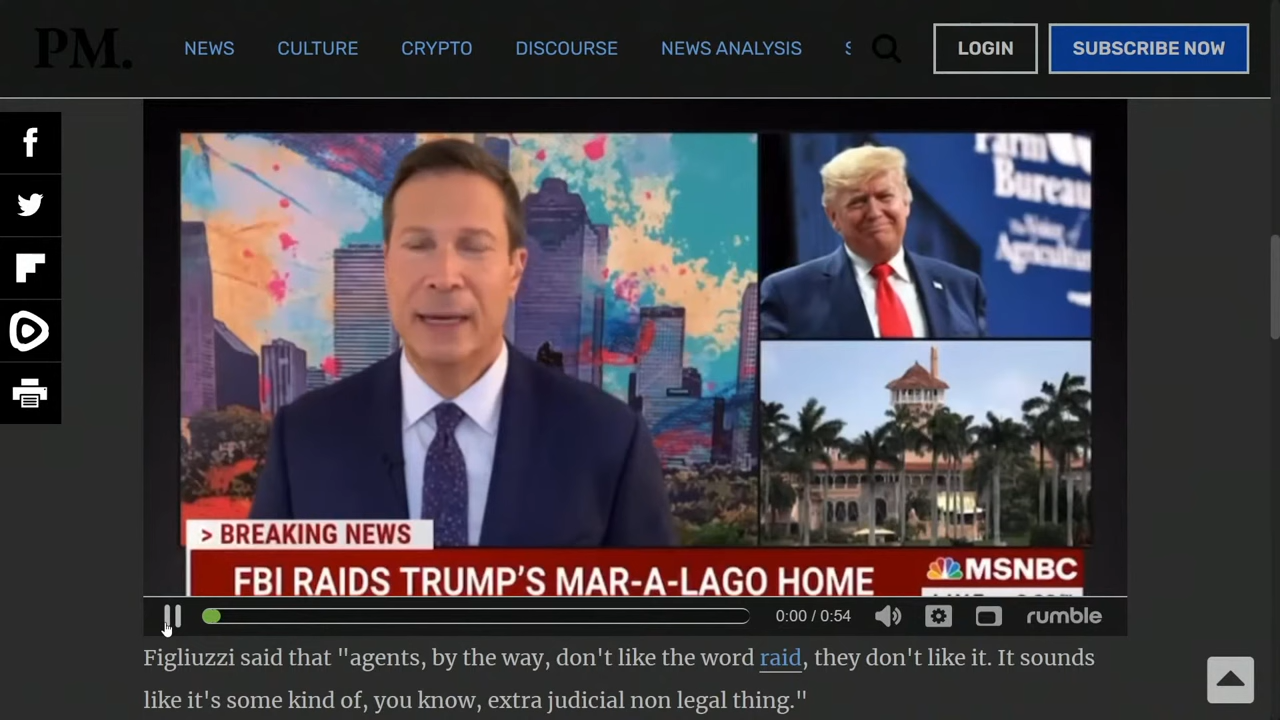 PM.
NEWS
CULTURE
CRYPTO
DISCOURSE
NEWS ANALYSIS
LOGIN
SUBSCRIBE NOW
Farm
Bureau
Agricultu
> BREAKING NEWS
FBI RAIDS TRUMP'S MAR-A-LAGO HOME
MSNBC
0:00 / 0:54
rumble
Figliuzzi said that "agents, by the way, don't like the word raid, they don't like it. It sounds
like it's some kind of, you know, extra judicial non legal thing."